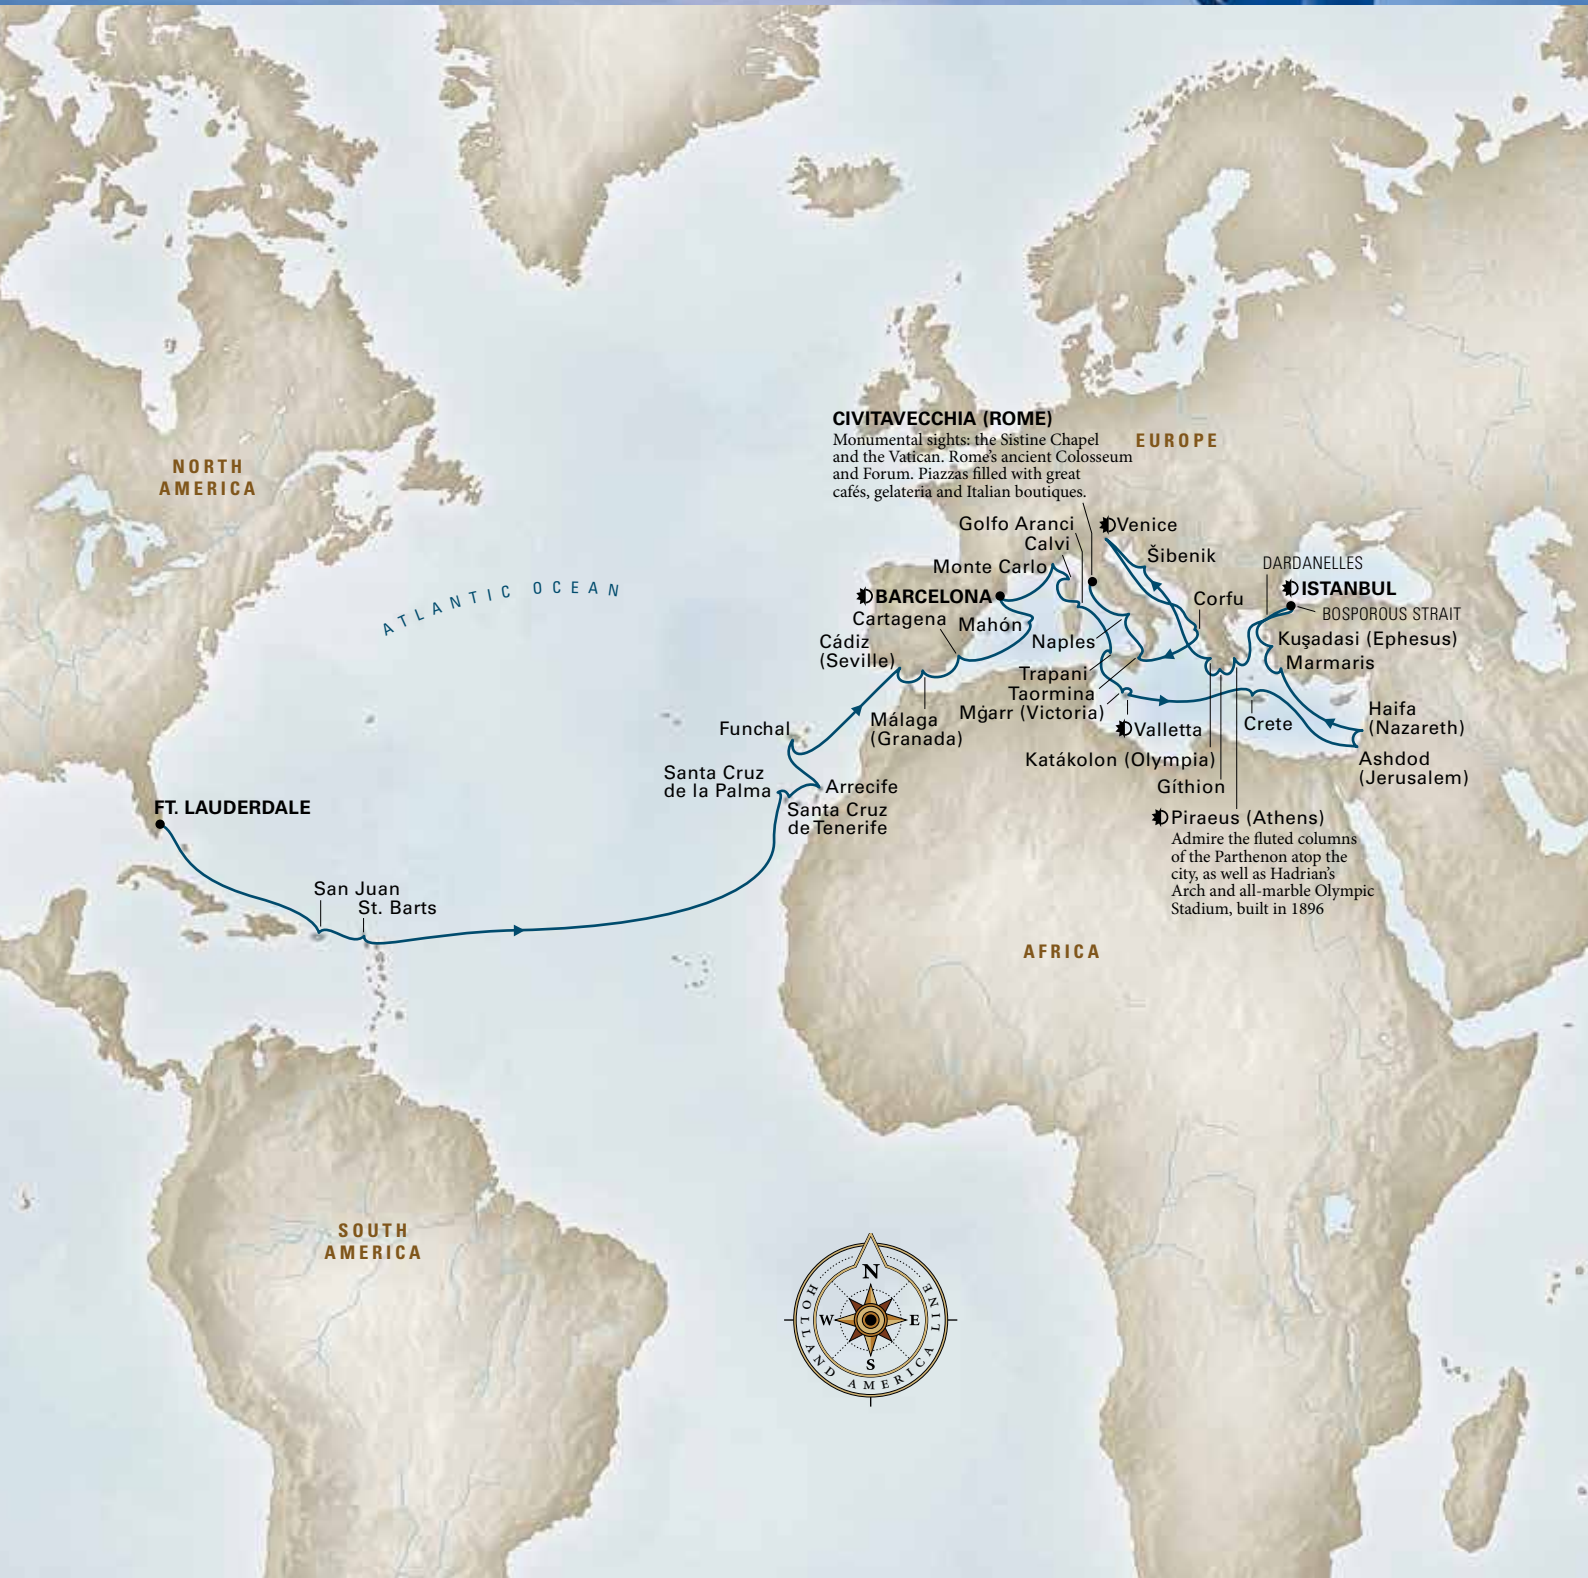 CIVITAVECCHIA (ROME)
Monumental sights: the Sistine Chapel
and the Vatican. Rome's ancient Colosseum
and Forum. Piazzas filled with great
cafés, gelateria and Italian boutiques.
EUROPE
NORTH
AMERICA
Golfo Aranci
Venice
Calvi
Šibenik
Monte Carlo
DARDANELLES
ATLANTIC OCEAN
BARCELONA
ISTANBUL
Corfu
BOSPOROUS STRAIT
Cartagena
Mahón
Cádiz
(Seville)
Naples
Kuşadasi (Ephesus)
Marmaris
Trapani
Taormina
Mġarr (Victoria)
Haifa
(Nazareth)
Funchal
Málaga
(Granada)
Valletta
Crete
Katákolon (Olympia)
Ashdod
(Jerusalem)
Santa Cruz
de la Palma
Arrecife
Gíthion
Santa Cruz
de Tenerife
FT. LAUDERDALE
Piraeus (Athens)
Admire the fluted columns
of the Parthenon atop the
city, as well as Hadrian's
Arch and all-marble Olympic
Stadium, built in 1896
San Juan
St. Barts
AFRICA
SOUTH
AMERICA
N
W
E
S
HOLLAND AMERICA LINE